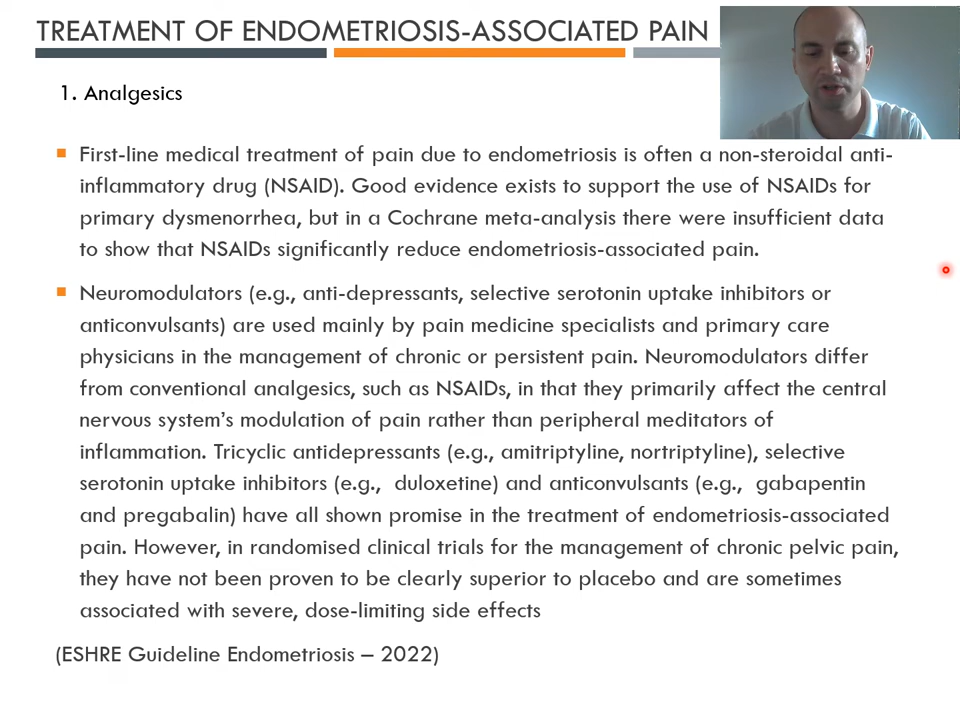 TREATMENT OF ENDOMETRIOSIS-ASSOCIATED PAIN
1. Analgesics
First-line medical treatment of pain due to endometriosis is often a non-steroidal anti-
inflammatory drug (NSAID). Good evidence exists to support the use of NSAIDs for
primary dysmenorrhea, but in a Cochrane meta-analysis there were insufficient data
to show that NSAIDs significantly reduce endometriosis-associated pain.
Neuromodulators (e.g., anti-depressants, selective serotonin uptake inhibitors or
anticonvulsants) are used mainly by pain medicine specialists and primary care
physicians in the management of chronic or persistent pain. Neuromodulators differ
from conventional analgesics, such as NSAIDs, in that they primarily affect the central
nervous system's modulation of pain rather than peripheral meditators of
inflammation. Tricyclic antidepressants (e.g., amitriptyline, nortriptyline), selective
serotonin uptake inhibitors (e.g.,  duloxetine) and anticonvulsants (e.g.,  gabapentin
and pregabalin) have all shown promise in the treatment of endometriosis-associated
pain. However, in randomised clinical trials for the management of chronic pelvic pain,
they have not been proven to be clearly superior to placebo and are sometimes
associated with severe, dose-limiting side effects
(ESHRE Guideline Endometriosis – 2022)